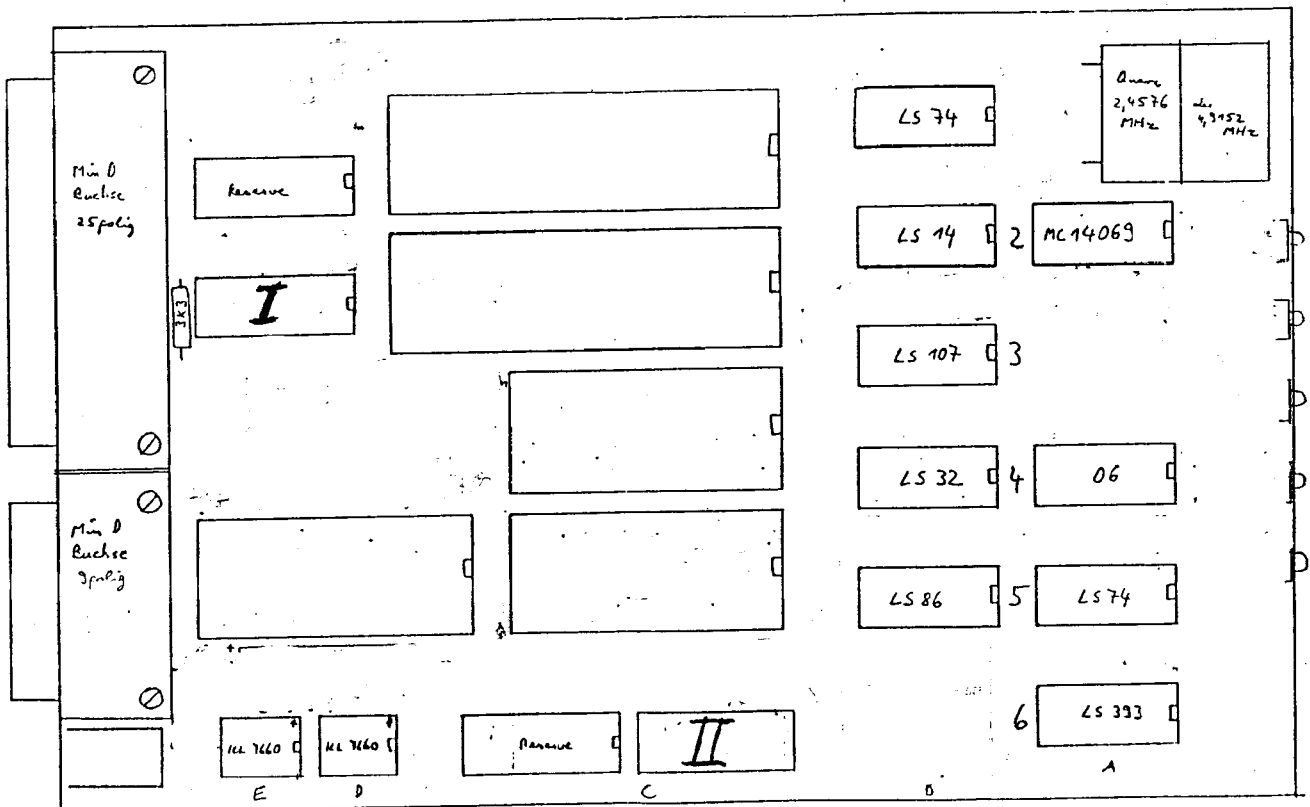 Min D
Buchse
25polig
Reserve
I
3K3
LS 74
2,4576
MHz
4,9152
MHz
LS 14
2
MC14069
LS 107
3
LS 32
4
06
Min D
Buchse
9polig
LS 86
5
LS 74
ICL 7660
ICL 7660
Reserve
II
6
LS 393
E
D
C
B
A